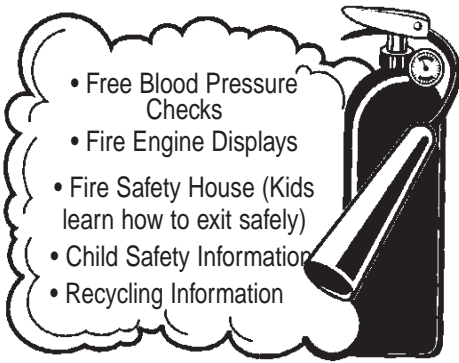 • Free Blood Pressure
Checks
• Fire Engine Displays
• Fire Safety House (Kids
learn how to exit safely)
• Child Safety Information
• Recycling Information